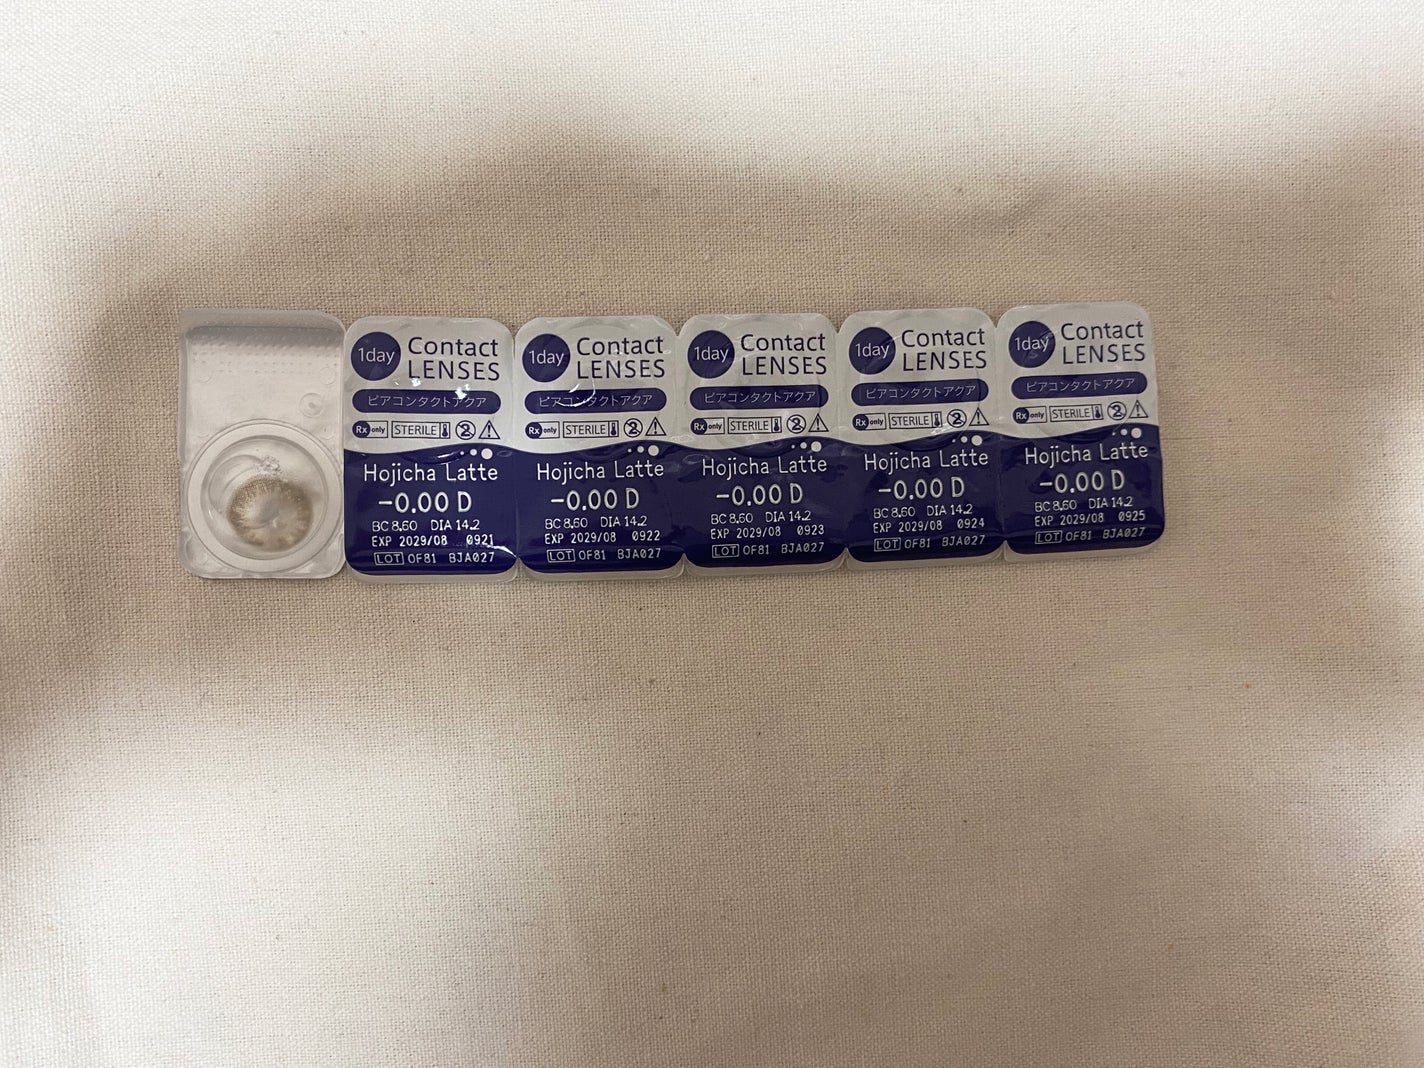 1day Contact LENSES
ピアコンタクトアクア
Rx only STERILE 2
Hojicha Latte
-0.00 D
BC 8.60 DIA 14.2
EXP 2029/08 0921
LOT OF81 BJA027
1day Contact LENSES
ピアコンタクトアクア
Rx only STERILE 2
Hojicha Latte
-0.00 D
BC 8.60 DIA 14.2
EXP 2029/08 0922
LOT OF81 BJA027
1day Contact LENSES
ピアコンタクトアクア
Rx only STERILE 2
Hojicha Latte
-0.00 D
BC 8.60 DIA 14.2
EXP 2029/08 0923
LOT OF81 BJA027
1day Contact LENSES
ピアコンタクトアクア
Rx only STERILE 2
Hojicha Latte
-0.00 D
BC 8.60 DIA 14.2
EXP 2029/08 0924
LOT OF81 BJA027
1day Contact LENSES
ピアコンタクトアクア
Rx only STERILE 2
Hojicha Latte
-0.00 D
BC 8.60 DIA 14.2
EXP 2029/08 0925
LOT OF81 BJA027